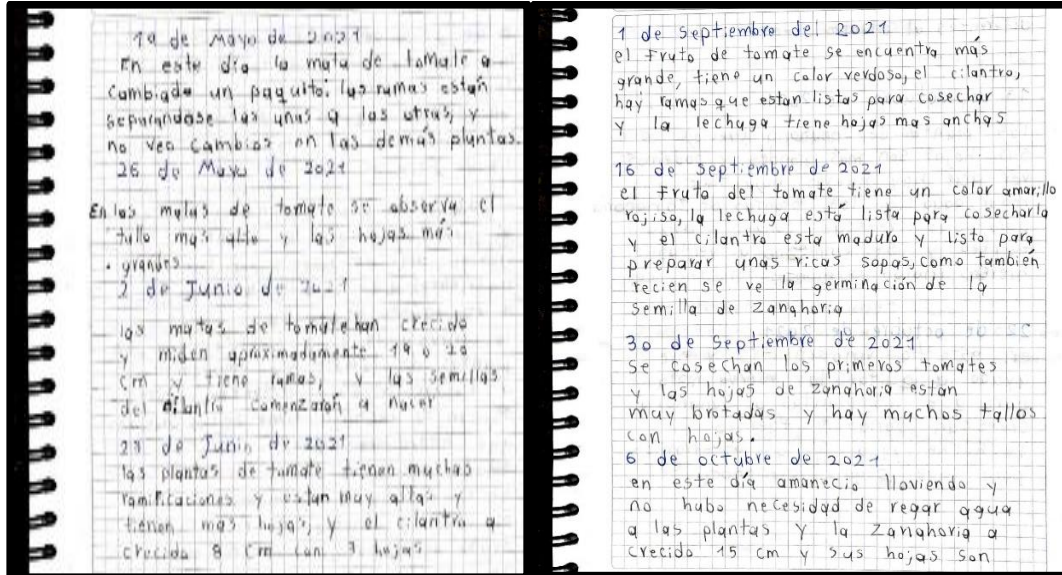 19 de Mayo de 2021
En este día la mata de tomate a
cambiado un poquito: las ramas están
separandose las unas a las otras, y
no veo cambios en las demás plantas.
26 de Mayo de 2021
En las matas de tomate se observa el
tallo mas alto y las hojas más
grandes
2 de Junio de 2021
las matas de tomate han crecido
y miden aproximadamente 19 o 20
cm y tiene ramas, y las semillas
del cilantro comenzarón a nacer
de Junio de 2021
las plantas de tomate tienen muchas
ramificaciones y estan muy altas y
tienen mas hojas, y el cilantro a
crecido 8 cm con 3 hojas
1 de Septiembre del 2021
el fruto de tomate se encuentra más
grande, tiene un color verdoso, el cilantro,
hay ramas que estan listas para cosechar
y la lechuga tiene hojas mas anchas
16 de Septiembre de 2021
el fruto del tomate tiene un color amarillo
rojiso, la lechuga está lista para cosecharla
y el cilantro esta maduro y listo para
preparar unas ricas sopas, como también
recien se ve la germinación de la
semilla de zanahoria
30 de Septiembre de 2021
se cosechan los primeros tomates
y las hojas de zanahoria están
muy brotadas y hay muchos tallos
con hojas.
6 de octubre de 2021
en este día amanecio lloviendo y
no hubo necesidad de regar agua
a las plantas y la zanahoria a
crecido 15 cm y sus hojas son